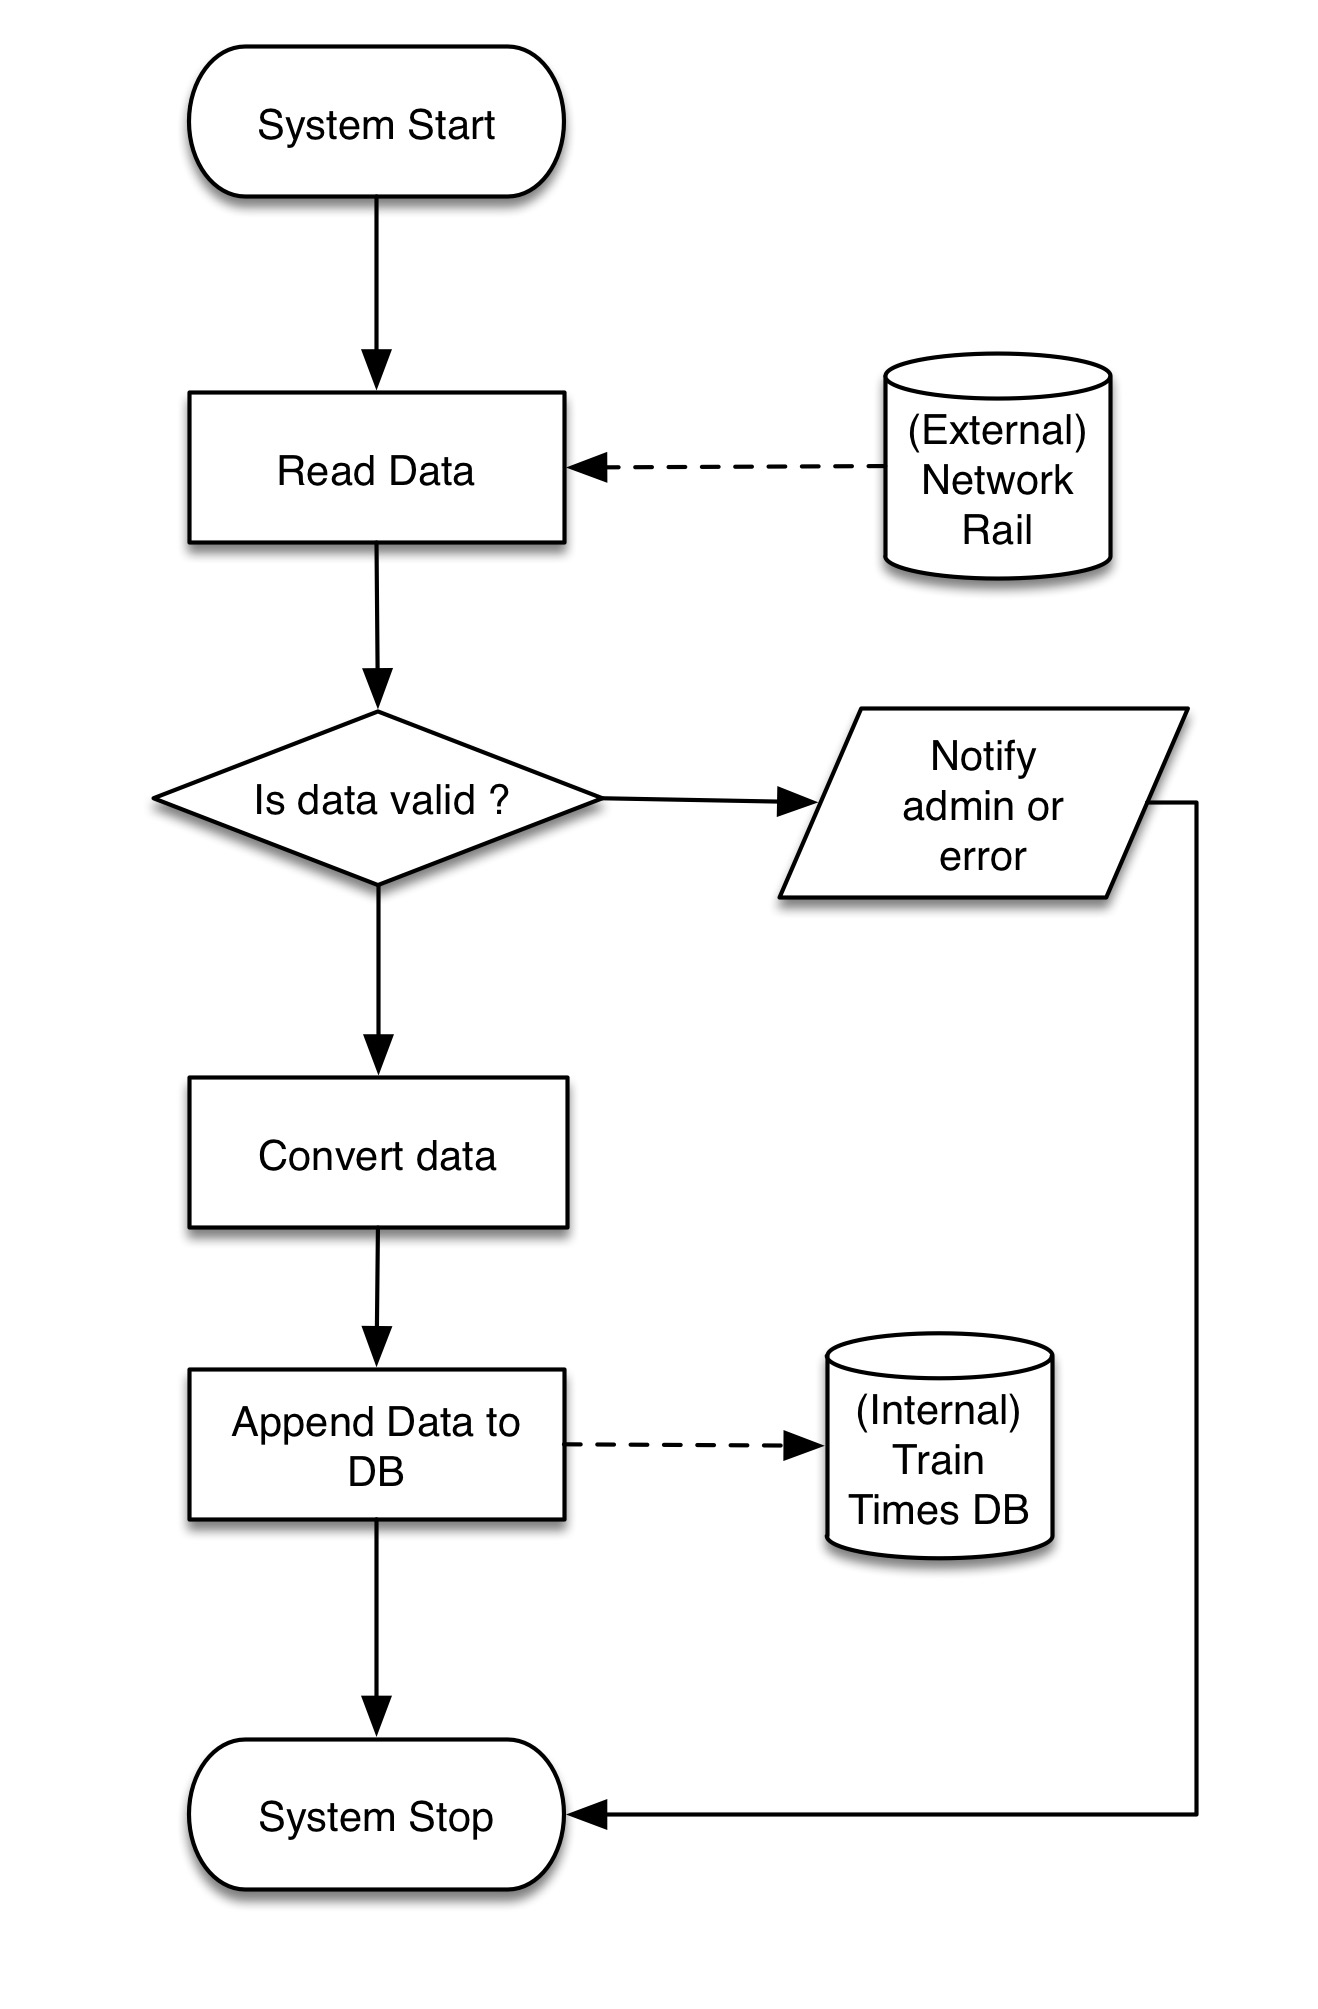 System Start
Read Data
(External)
Network
Rail
Is data valid ?
Notify
admin or
error
Convert data
Append Data to
DB
(Internal)
Train
Times DB
System Stop